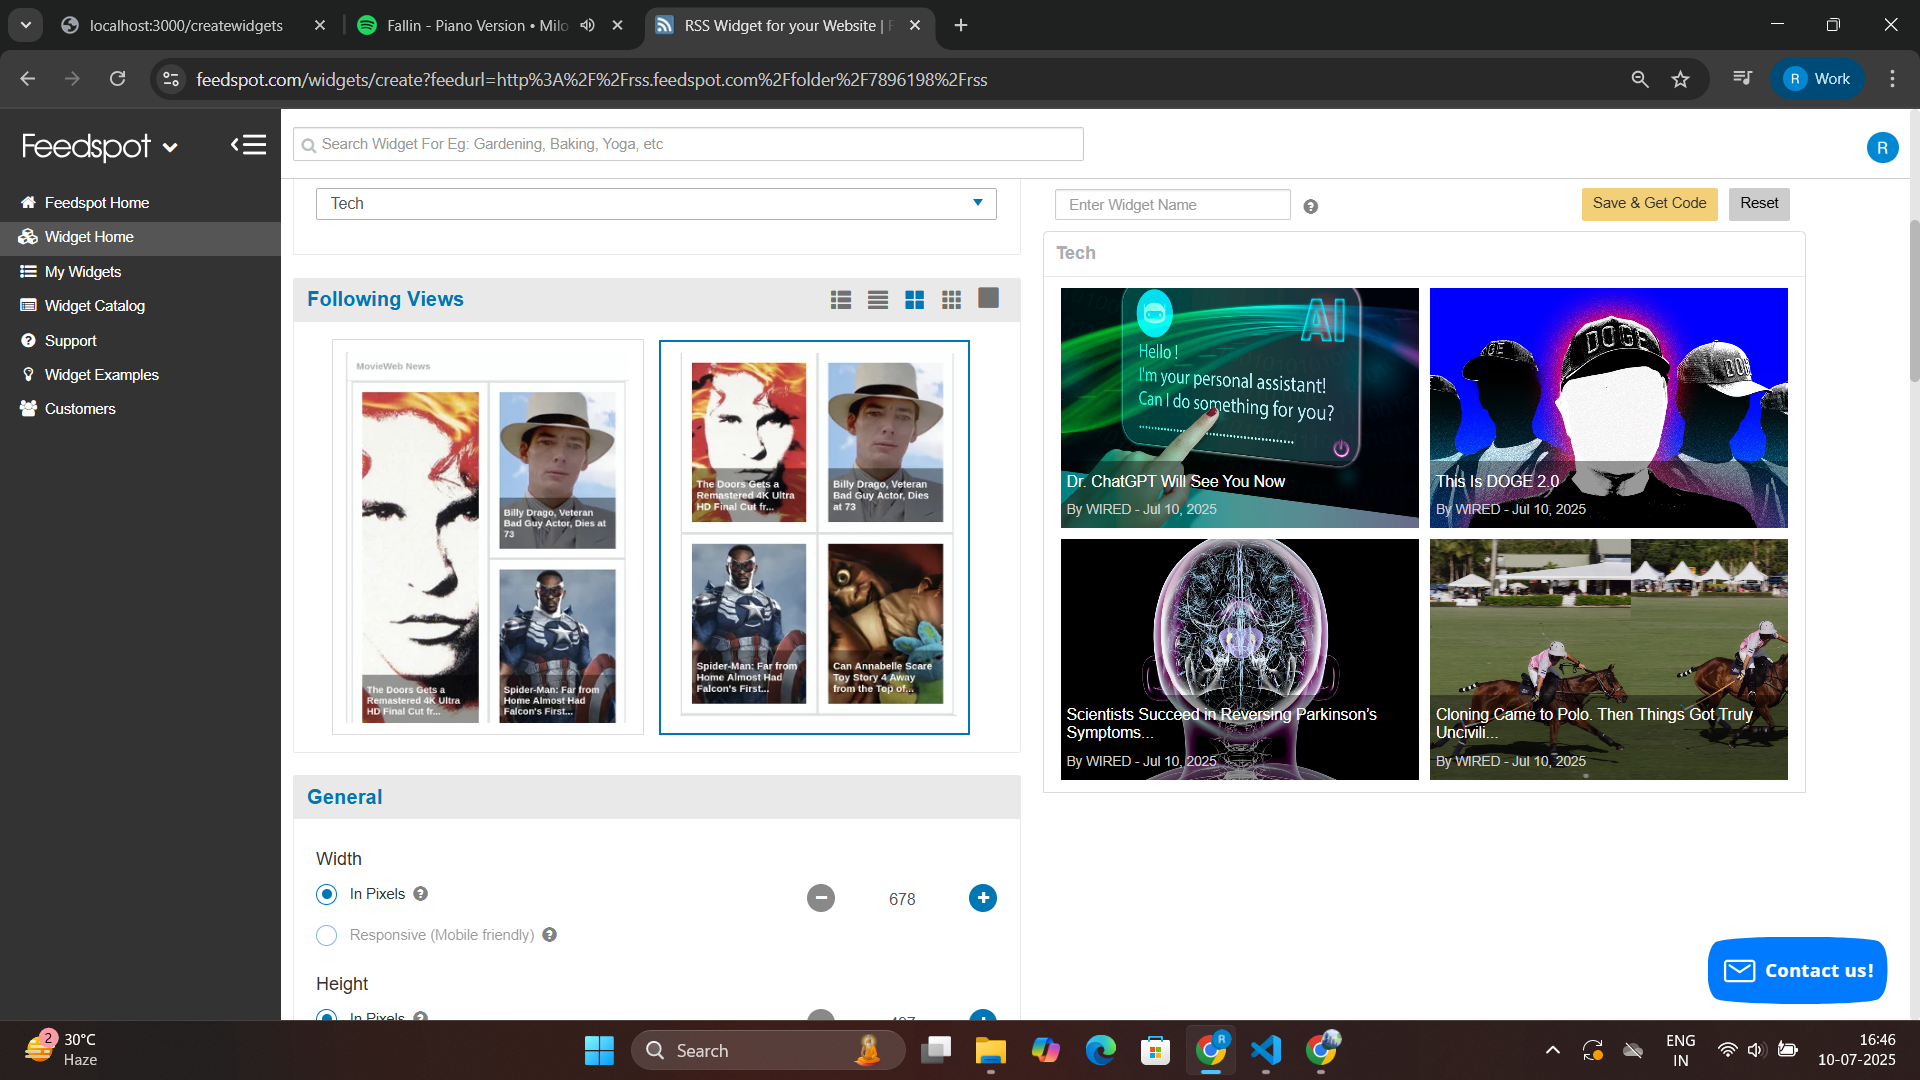 localhost:3000/createwidgets
Fallin - Piano Version • Milo
RSS Widget for your Website |
feedspot.com/widgets/create?feedurl=http%3A%2F%2Frss.feedspot.com%2Ffolder%2F7896198%2Frss
R Work
Feedspot
Search Widget For Eg: Gardening, Baking, Yoga, etc
R
Feedspot Home
Widget Home
My Widgets
Widget Catalog
Support
Widget Examples
Customers
Tech
Enter Widget Name
Save & Get Code
Reset
Following Views
MovieWeb News
The Doors Gets a
Remastered 4K Ultra
HD Final Cut fr...
Billy Drago, Veteran
Bad Guy Actor, Dies at
73
Spider-Man: Far from
Home Almost Had
Falcon's First...
The Doors Gets a
Remastered 4K Ultra
HD Final Cut fr...
Billy Drago, Veteran
Bad Guy Actor, Dies
at 73
Spider-Man: Far from
Home Almost Had
Falcon's First...
Can Annabelle Scare
Toy Story 4 Away
from the Top of...
Tech
AI
Hello !
I'm your personal assistant!
Can I do something for you?
Dr. ChatGPT Will See You Now
By WIRED - Jul 10, 2025
DOGE
DOGE
DOGE
This Is DOGE 2.0
By WIRED - Jul 10, 2025
Scientists Succeed in Reversing Parkinson’s
Symptoms...
By WIRED - Jul 10, 2025
Cloning Came to Polo. Then Things Got Truly
Uncivili...
By WIRED - Jul 10, 2025
General
Width
In Pixels
678
Responsive (Mobile friendly)
Height
In Pixels
Contact us!
2
30°C
Haze
Search
R
ENG
IN
16:46
10-07-2025